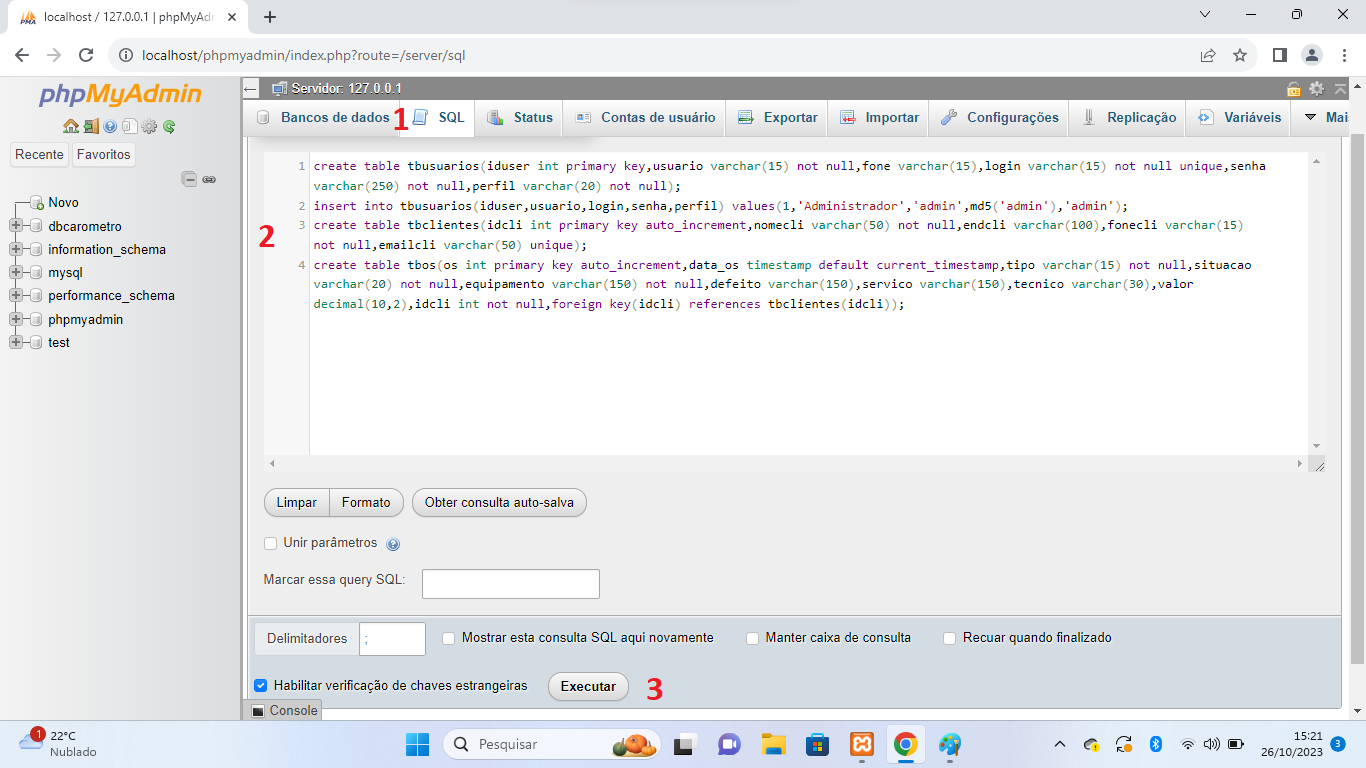 localhost / 127.0.0.1 | phpMyAdm
localhost/phpmyadmin/index.php?route=/server/sql
phpMyAdmin
Recente Favoritos
Novo
dbcarometro
information_schema
mysql
performance_schema
phpmyadmin
test
Servidor: 127.0.0.1
Bancos de dados 1 SQL Status Contas de usuário Exportar Importar Configurações Replicação Variáveis Mai
2
1 create table tbusuarios(iduser int primary key,usuario varchar(15) not null,fone varchar(15),login varchar(15) not null unique,senha
varchar(250) not null,perfil varchar(20) not null);
2 insert into tbusuarios(iduser,usuario,login,senha,perfil) values(1,'Administrador','admin',md5('admin'),'admin');
3 create table tbclientes(idcli int primary key auto_increment,nomecli varchar(50) not null,endcli varchar(100),fonecli varchar(15)
not null,emailcli varchar(50) unique);
4 create table tbos(os int primary key auto_increment,data_os timestamp default current_timestamp,tipo varchar(15) not null,situacao
varchar(20) not null,equipamento varchar(150) not null,defeito varchar(150),servico varchar(150),tecnico varchar(30),valor
decimal(10,2),idcli int not null,foreign key(idcli) references tbclientes(idcli));
Limpar Formato Obter consulta auto-salva
Unir parâmetros
Marcar essa query SQL:
Delimitadores ; Mostrar esta consulta SQL aqui novamente Manter caixa de consulta Recuar quando finalizado
Habilitar verificação de chaves estrangeiras Executar 3
Console
1 22°C
Nublado
Pesquisar
15:21
26/10/2023
3